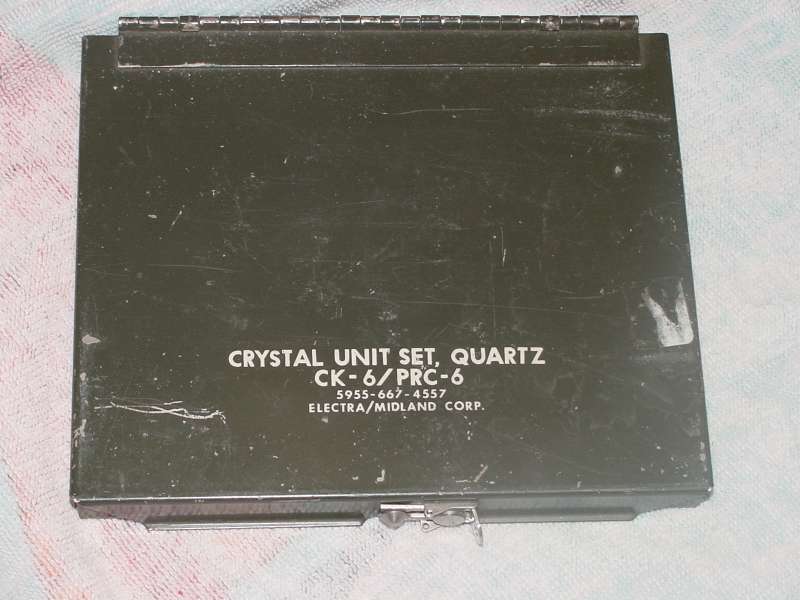 CRYSTAL UNIT SET, QUARTZ
CK-6/PRC-6
5955-667-4557
ELECTRA/MIDLAND CORP.